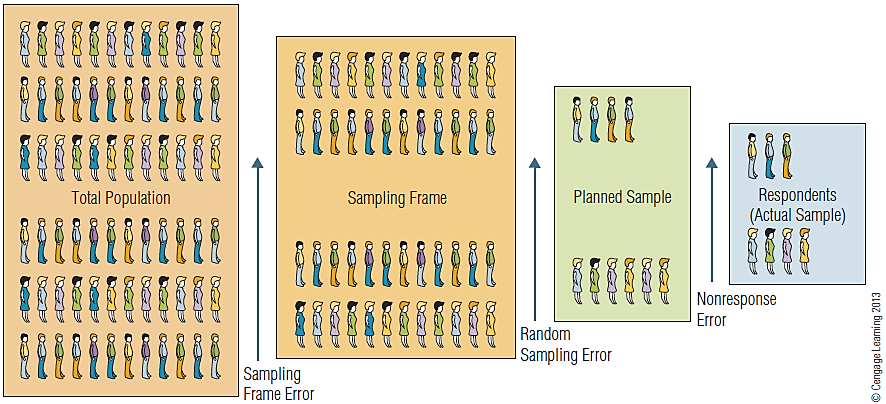 Total Population
Sampling Frame
Planned Sample
Respondents
(Actual Sample)
Sampling
Frame Error
Random
Sampling Error
Nonresponse
Error
© Cengage Learning 2013